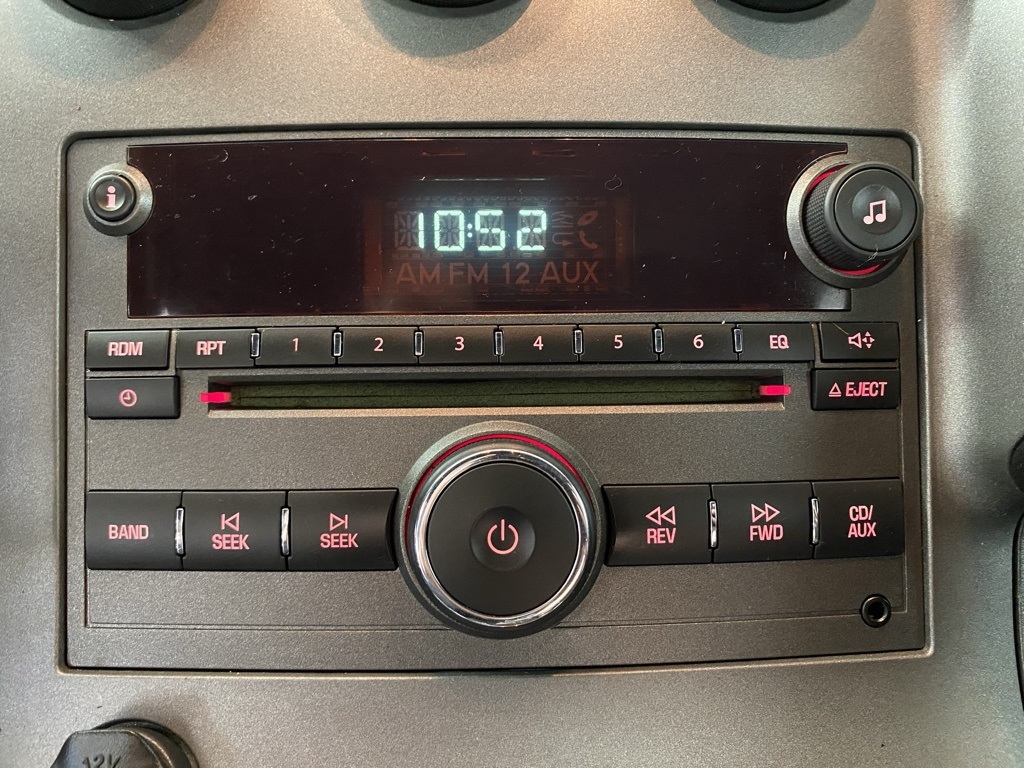 i
10:52
AM FM 12 AUX
RDM
RPT
1
2
3
4
5
6
EQ
EJECT
BAND
SEEK
SEEK
REV
FWD
CD/
AUX
12V